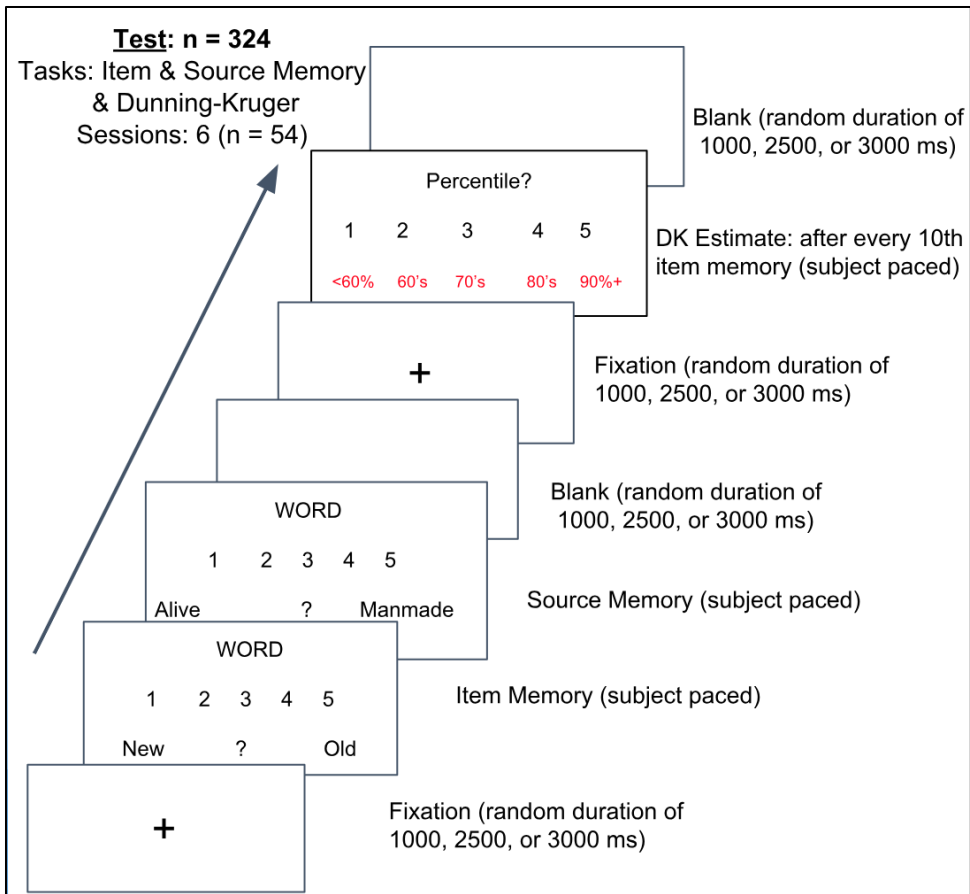 Test: n = 324
Tasks: Item & Source Memory
& Dunning-Kruger
Sessions: 6 (n = 54)
Blank (random duration of
1000, 2500, or 3000 ms)
Percentile?
1 2 3 4 5
<60% 60's 70's 80's 90%+
DK Estimate: after every 10th
item memory (subject paced)
+
Fixation (random duration of
1000, 2500, or 3000 ms)
Blank (random duration of
1000, 2500, or 3000 ms)
WORD
1 2 3 4 5
Alive ? Manmade
Source Memory (subject paced)
WORD
1 2 3 4 5
New ? Old
Item Memory (subject paced)
+
Fixation (random duration of
1000, 2500, or 3000 ms)